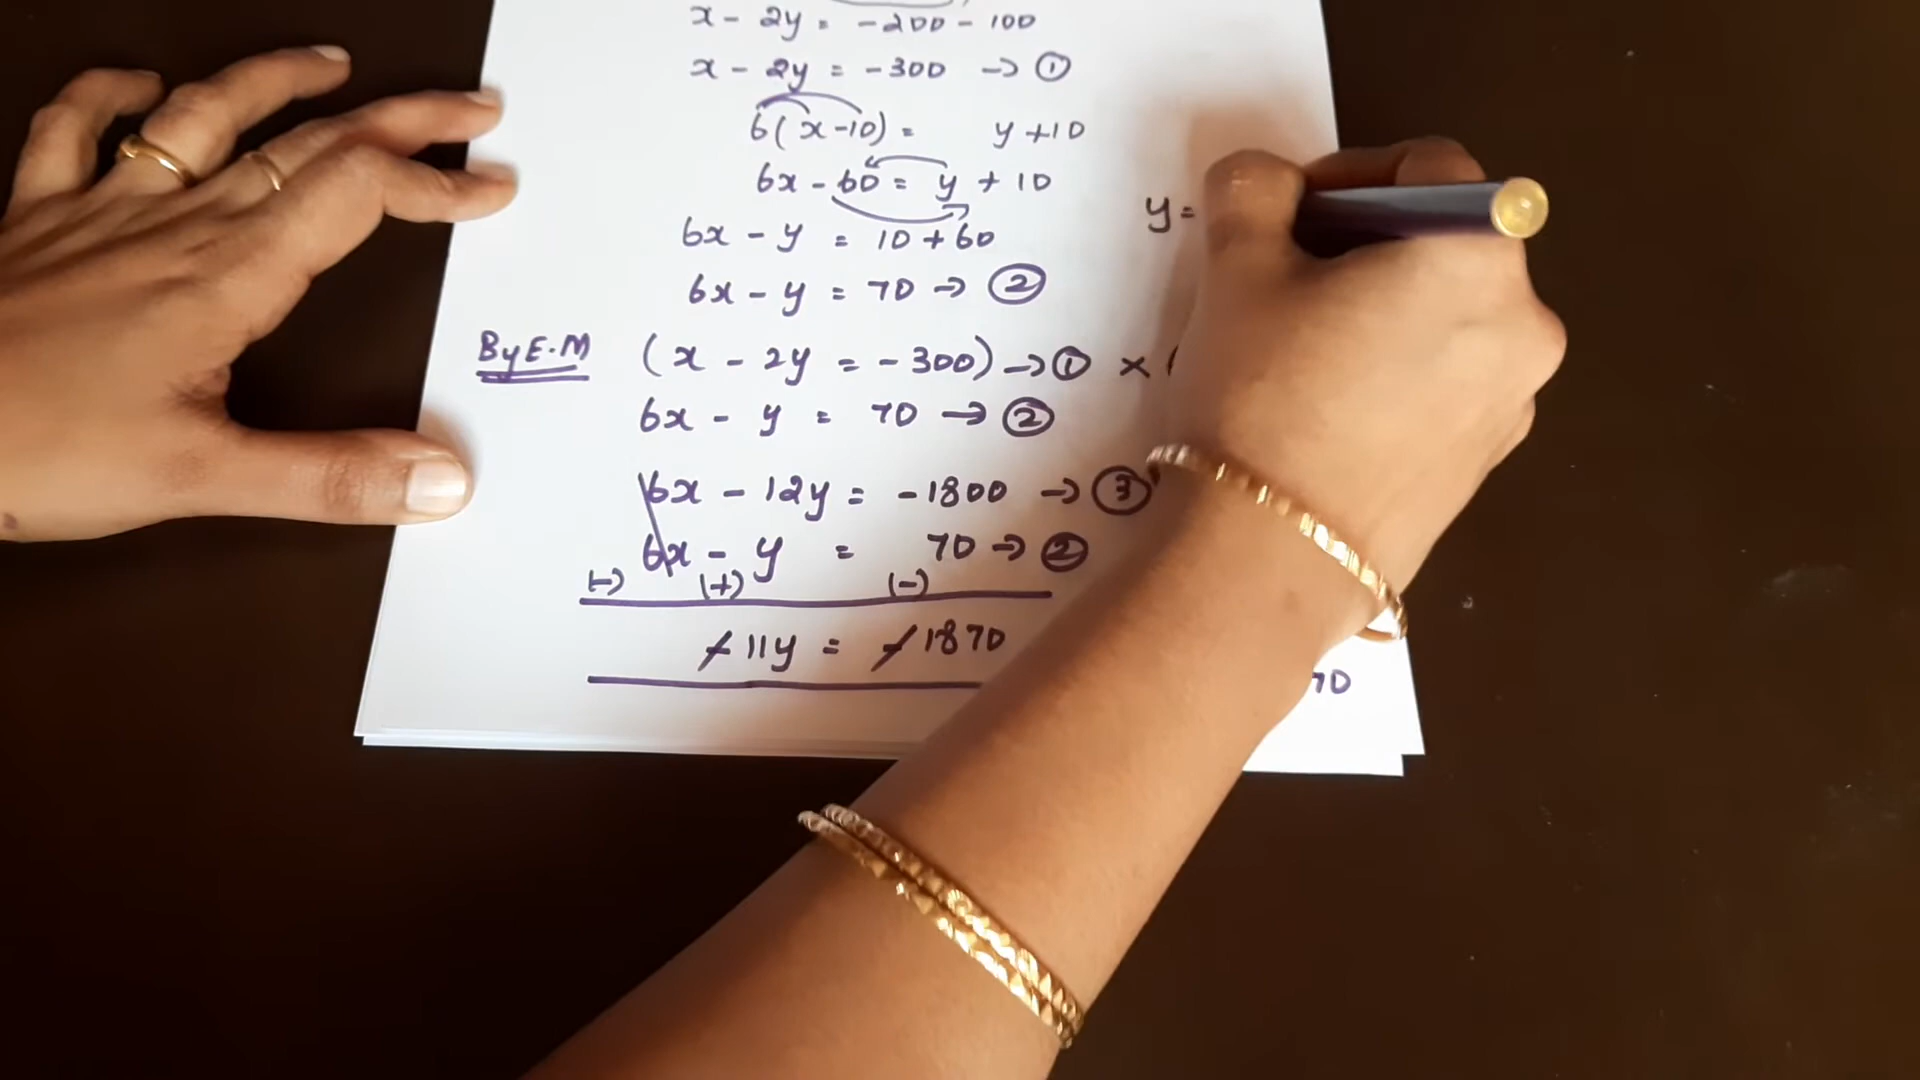 x - 2y = -200 - 100
x - 2y = -300 → ①
6(x-10) = y+10
6x - 60 = y + 10
6x - y = 10 + 60
6x - y = 70 → ②
y =
By E.M (x - 2y = -300) → ① ×
6x - y = 70 → ②
6x - 12y = -1800 → ③
6x - y = 70 → ②
(-) (+) (-)
-11y = -1870
70